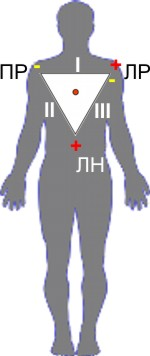 I
ПР - + ЛР
-
II III
+
ЛН